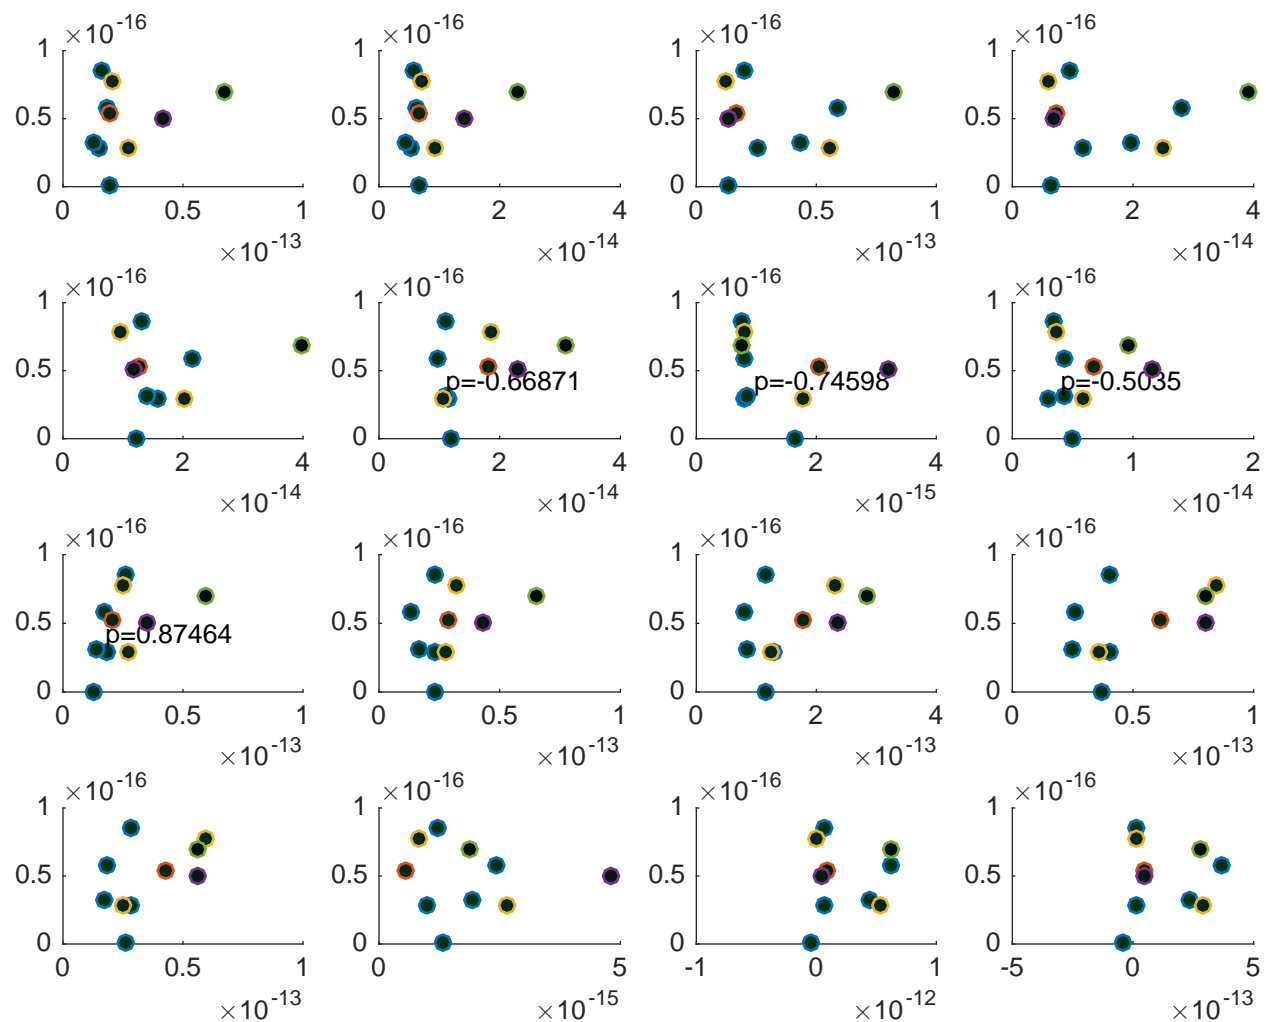 ×10-16 ×10-16 ×10-16 ×10-16
1 1 1 1
0.5 0.5 0.5 0.5
0 0 0 0
0 0.5 1 0 2 4 0 0.5 1 0 2 4
×10-13 ×10-14 ×10-13 ×10-14
×10-16 ×10-16 ×10-16 ×10-16
1 1 1 1
0.5 0.5 0.5 0.5
p=-0.66871 p=-0.74598 p=-0.5035
0 0 0 0
0 2 4 0 2 4 0 2 4 0 1 2
×10-14 ×10-14 ×10-15 ×10-14
×10-16 ×10-16 ×10-16 ×10-16
1 1 1 1
0.5 0.5 0.5 0.5
p=0.87464
0 0 0 0
0 0.5 1 0 0.5 1 0 2 4 0 0.5 1
×10-13 ×10-13 ×10-13 ×10-13
×10-16 ×10-16 ×10-16 ×10-16
1 1 1 1
0.5 0.5 0.5 0.5
0 0 0 0
0 0.5 1 0 5 -1 0 1 -5 0 5
×10-13 ×10-15 ×10-12 ×10-13